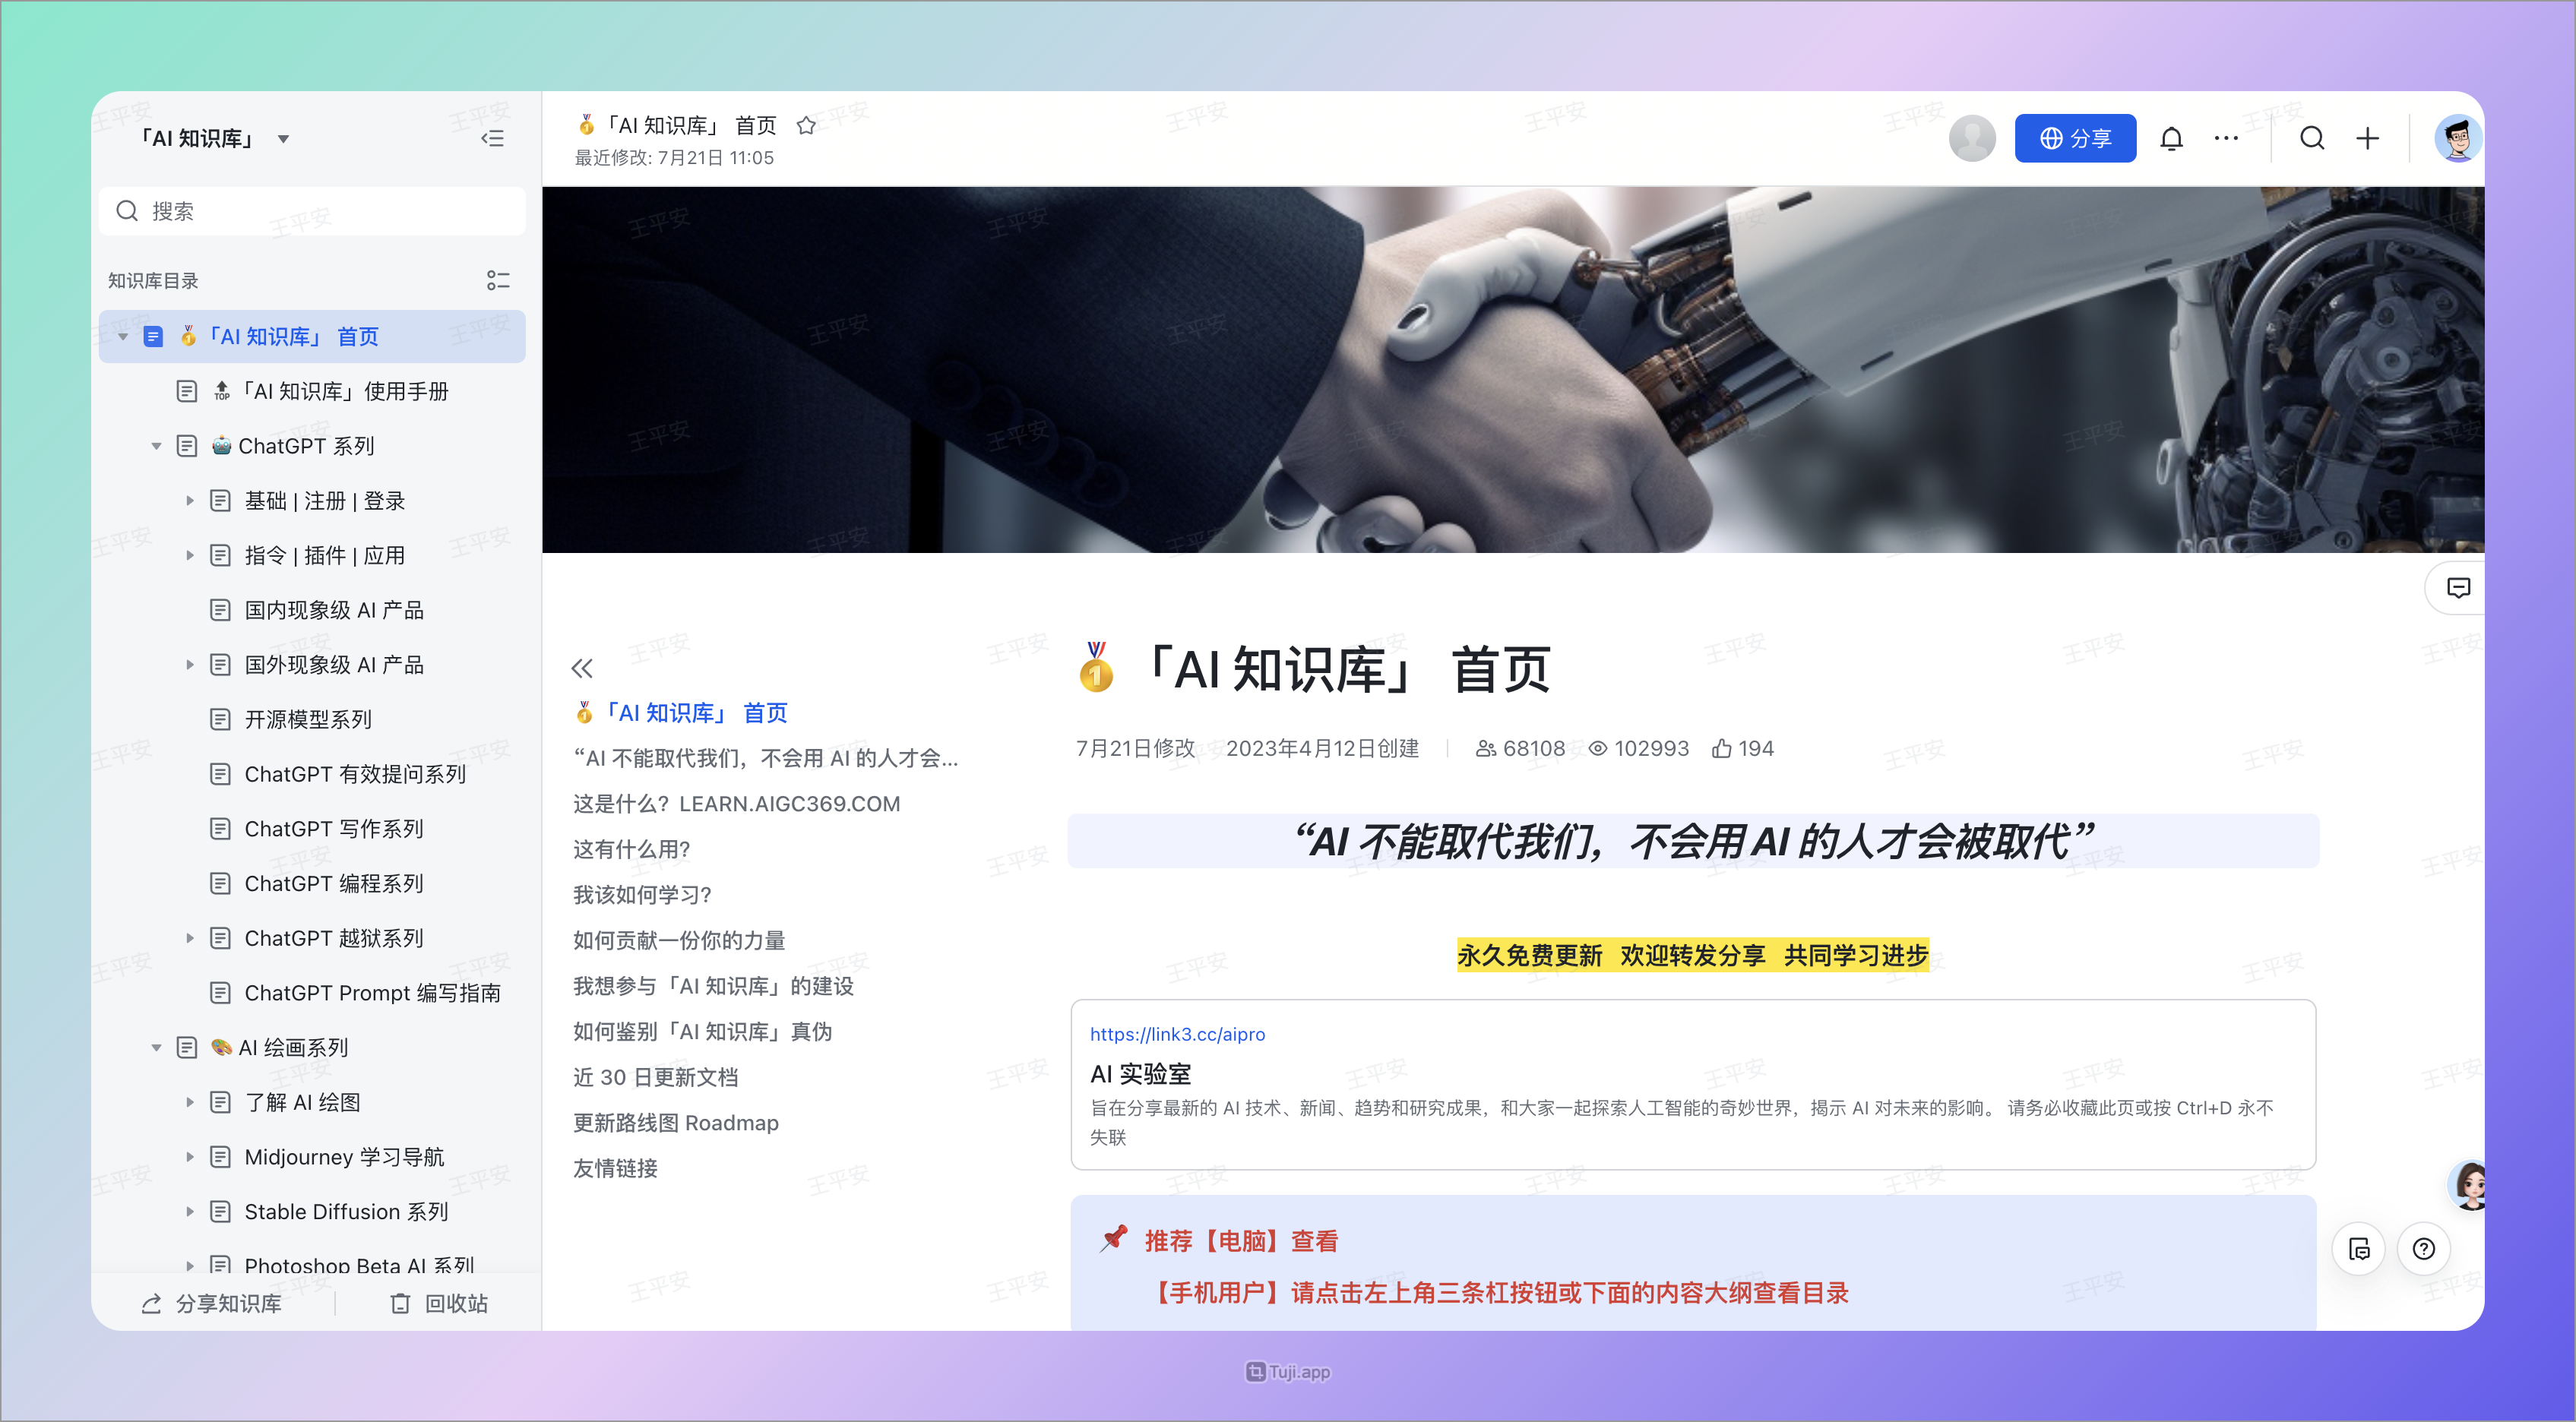 「AI 知识库」
搜索
知识库目录
「AI 知识库」 首页
TOP 「AI 知识库」使用手册
ChatGPT 系列
基础 | 注册 | 登录
指令 | 插件 | 应用
国内现象级 AI 产品
国外现象级 AI 产品
开源模型系列
ChatGPT 有效提问系列
ChatGPT 写作系列
ChatGPT 编程系列
ChatGPT 越狱系列
ChatGPT Prompt 编写指南
AI 绘画系列
了解 AI 绘图
Midjourney 学习导航
Stable Diffusion 系列
Photoshop Beta AI 系列
分享知识库
回收站
「AI 知识库」 首页
最近修改: 7月21日 11:05
分享
「AI 知识库」 首页
“AI 不能取代我们，不会用 AI 的人才会...
这是什么？LEARN.AIGC369.COM
这有什么用？
我该如何学习？
如何贡献一份你的力量
我想参与「AI 知识库」的建设
如何鉴别「AI 知识库」真伪
近 30 日更新文档
更新路线图 Roadmap
友情链接
1 「AI 知识库」 首页
7月21日修改 2023年4月12日创建 68108 102993 194
“AI 不能取代我们，不会用 AI 的人才会被取代”
永久免费更新 欢迎转发分享 共同学习进步
https://link3.cc/aipro
AI 实验室
旨在分享最新的 AI 技术、新闻、趋势和研究成果，和大家一起探索人工智能的奇妙世界，揭示 AI 对未来的影响。 请务必收藏此页或按 Ctrl+D 永不
失联
推荐【电脑】查看
【手机用户】请点击左上角三条杠按钮或下面的内容大纲查看目录
王平安
Tuji.app